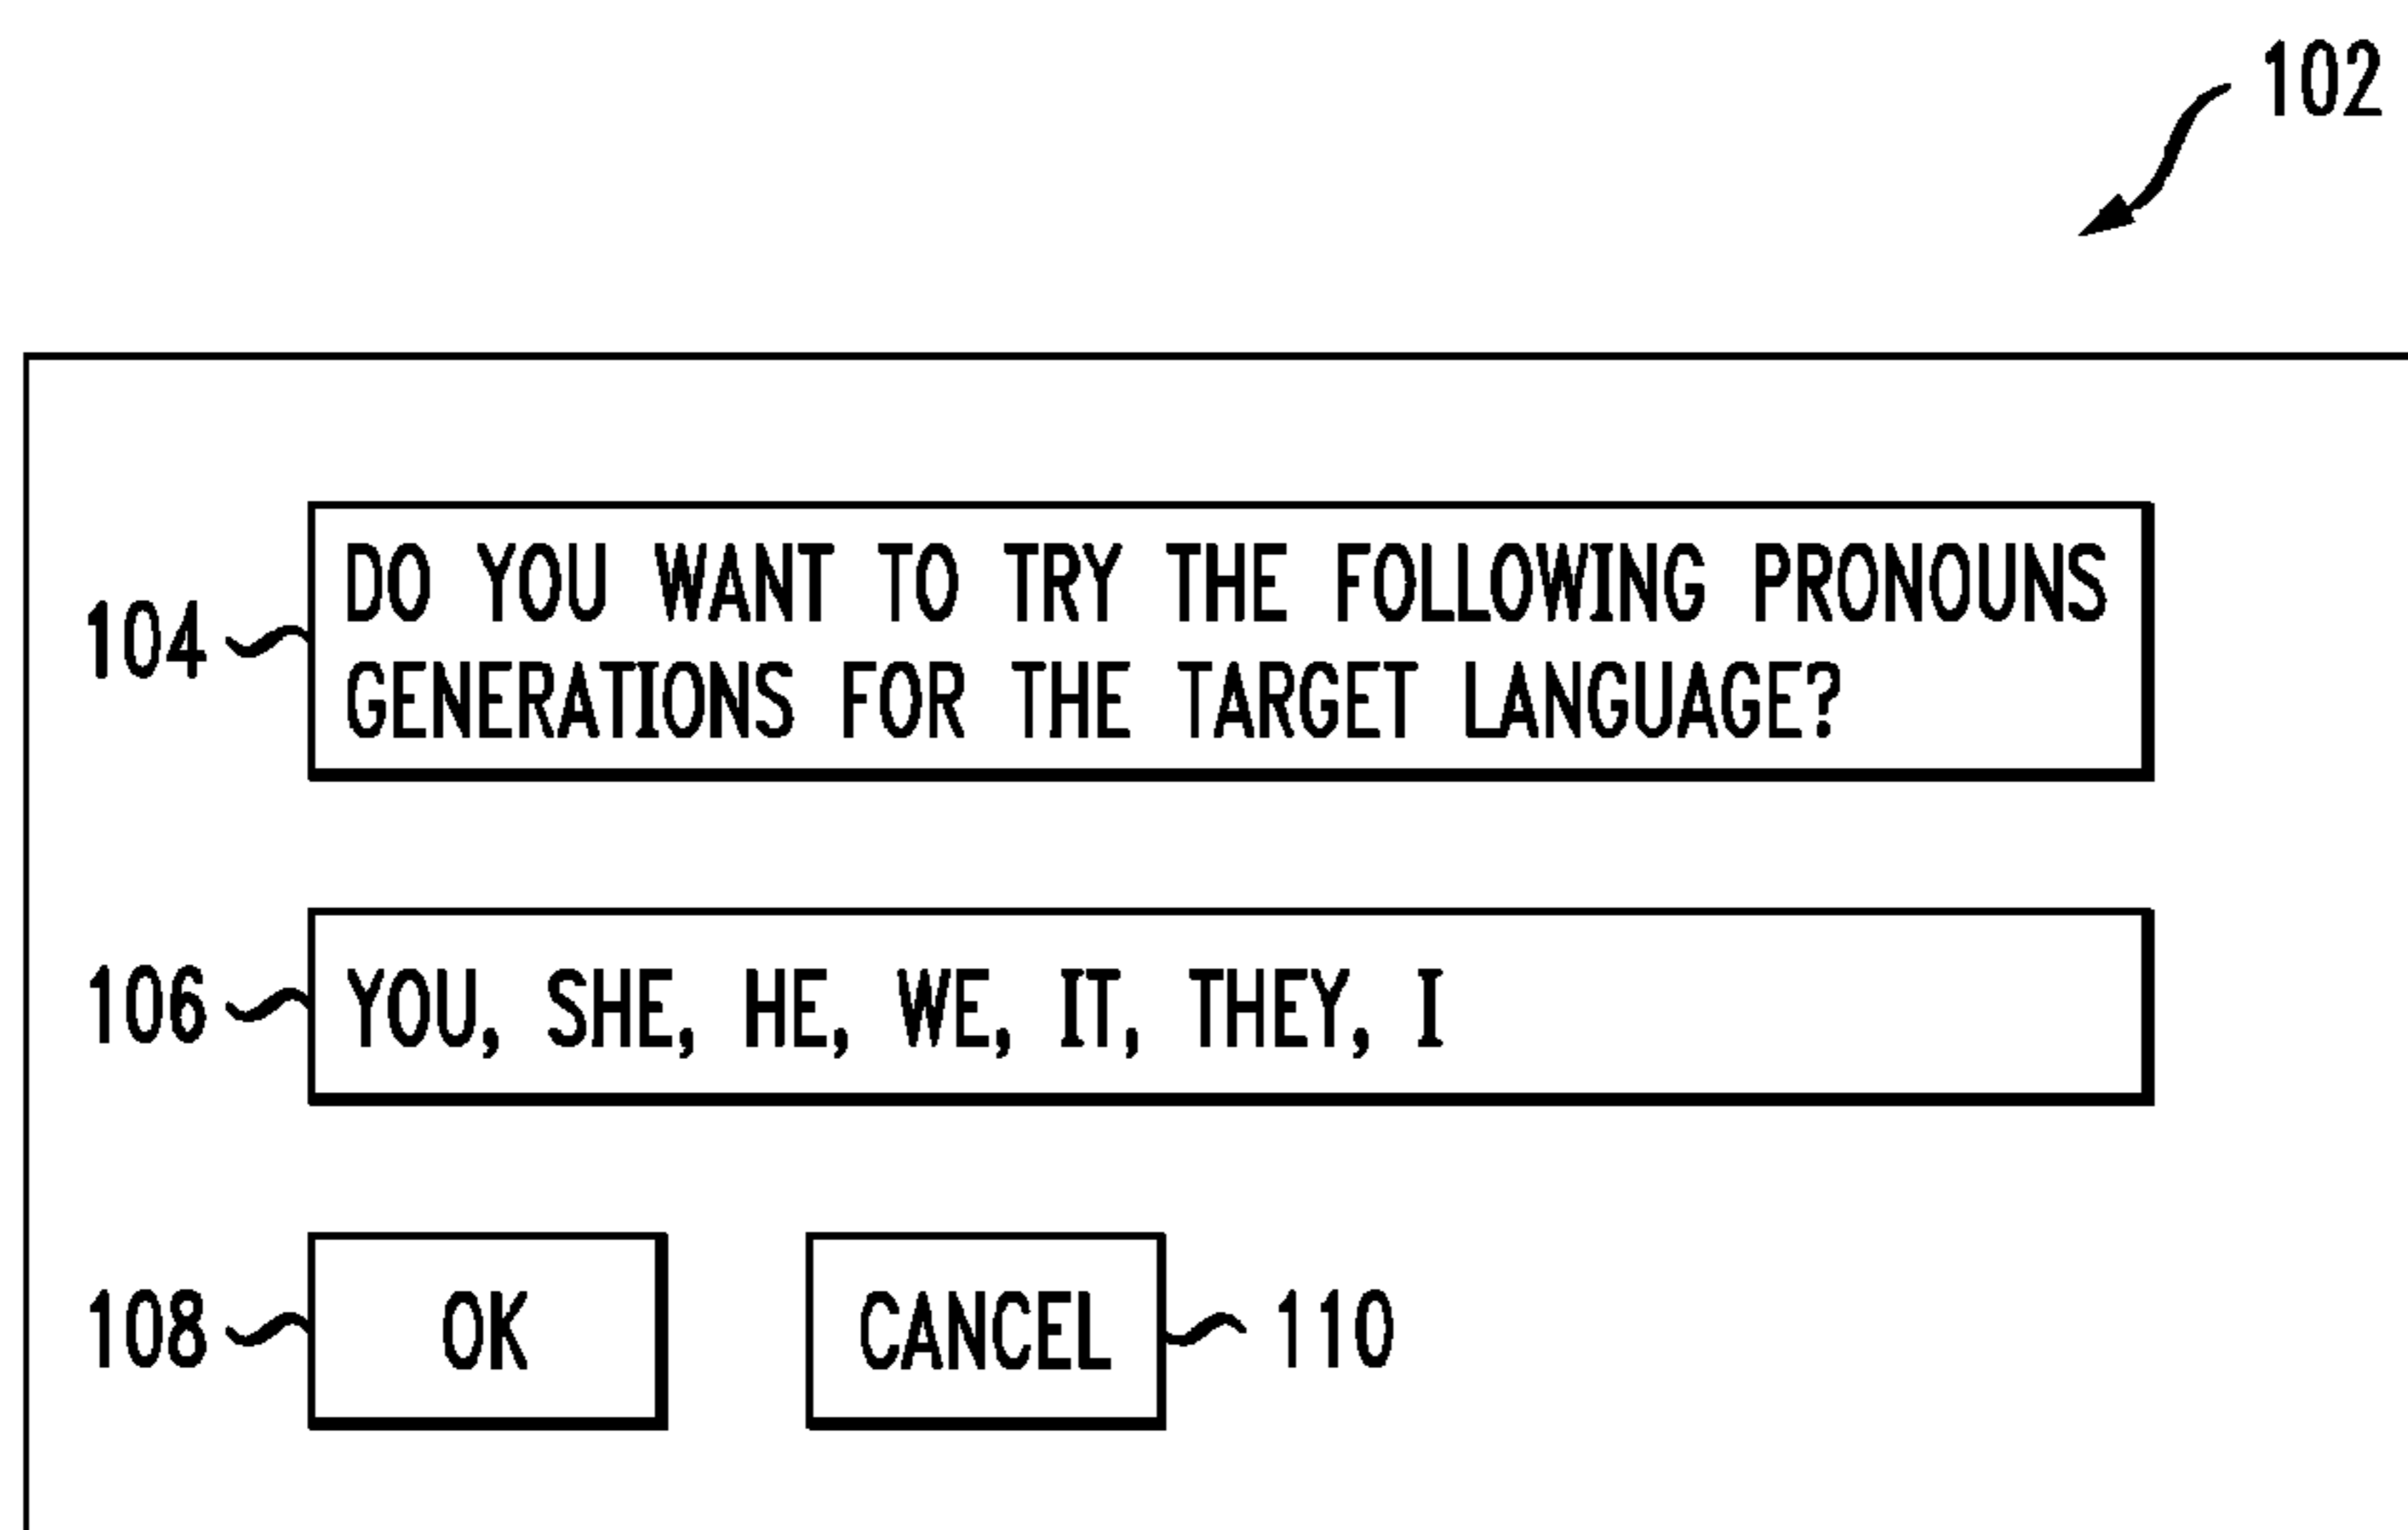 102
104 DO YOU WANT TO TRY THE FOLLOWING PRONOUNS
GENERATIONS FOR THE TARGET LANGUAGE?
106 YOU, SHE, HE, WE, IT, THEY, I
108 OK CANCEL 110